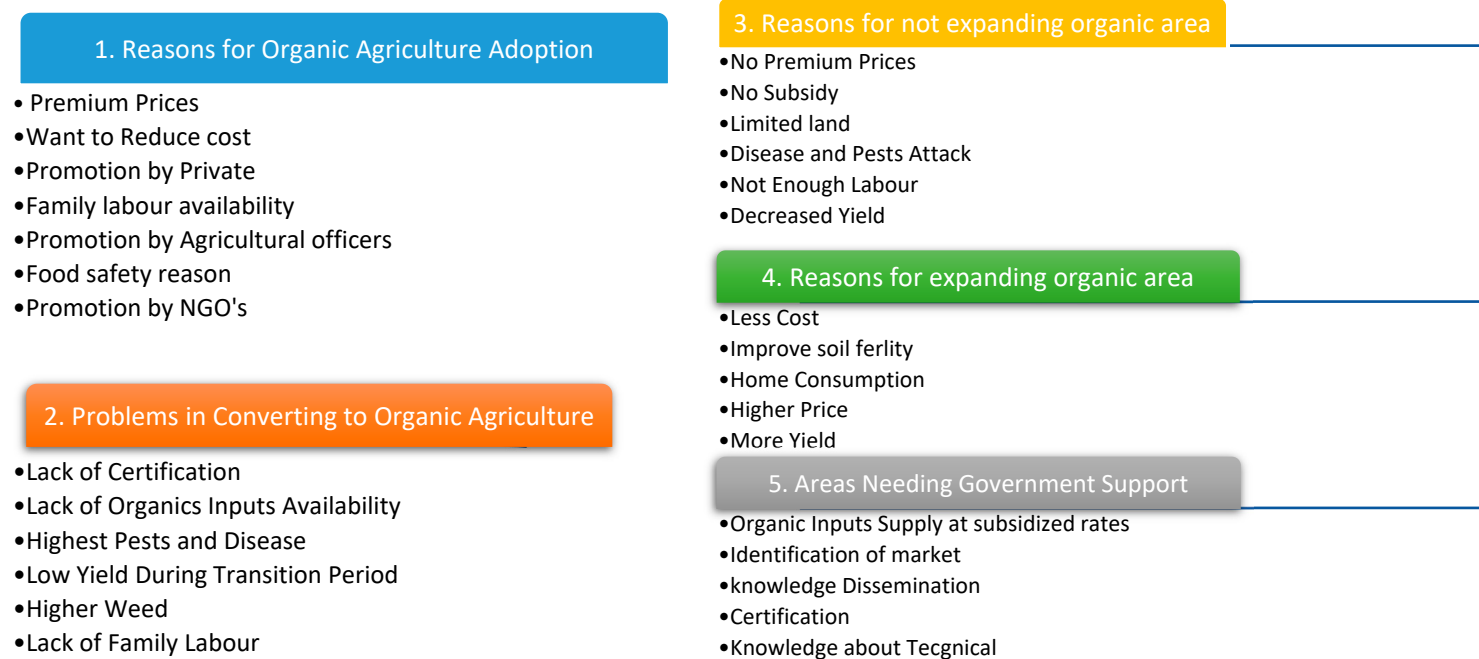 1. Reasons for Organic Agriculture Adoption
• Premium Prices
•Want to Reduce cost
•Promotion by Private
•Family labour availability
•Promotion by Agricultural officers
•Food safety reason
•Promotion by NGO's
2. Problems in Converting to Organic Agriculture
•Lack of Certification
•Lack of Organics Inputs Availability
•Highest Pests and Disease
•Low Yield During Transition Period
•Higher Weed
•Lack of Family Labour
3. Reasons for not expanding organic area
•No Premium Prices
•No Subsidy
•Limited land
•Disease and Pests Attack
•Not Enough Labour
•Decreased Yield
4. Reasons for expanding organic area
•Less Cost
•Improve soil ferlity
•Home Consumption
•Higher Price
•More Yield
5. Areas Needing Government Support
•Organic Inputs Supply at subsidized rates
•Identification of market
•knowledge Dissemination
•Certification
•Knowledge about Tecgnical